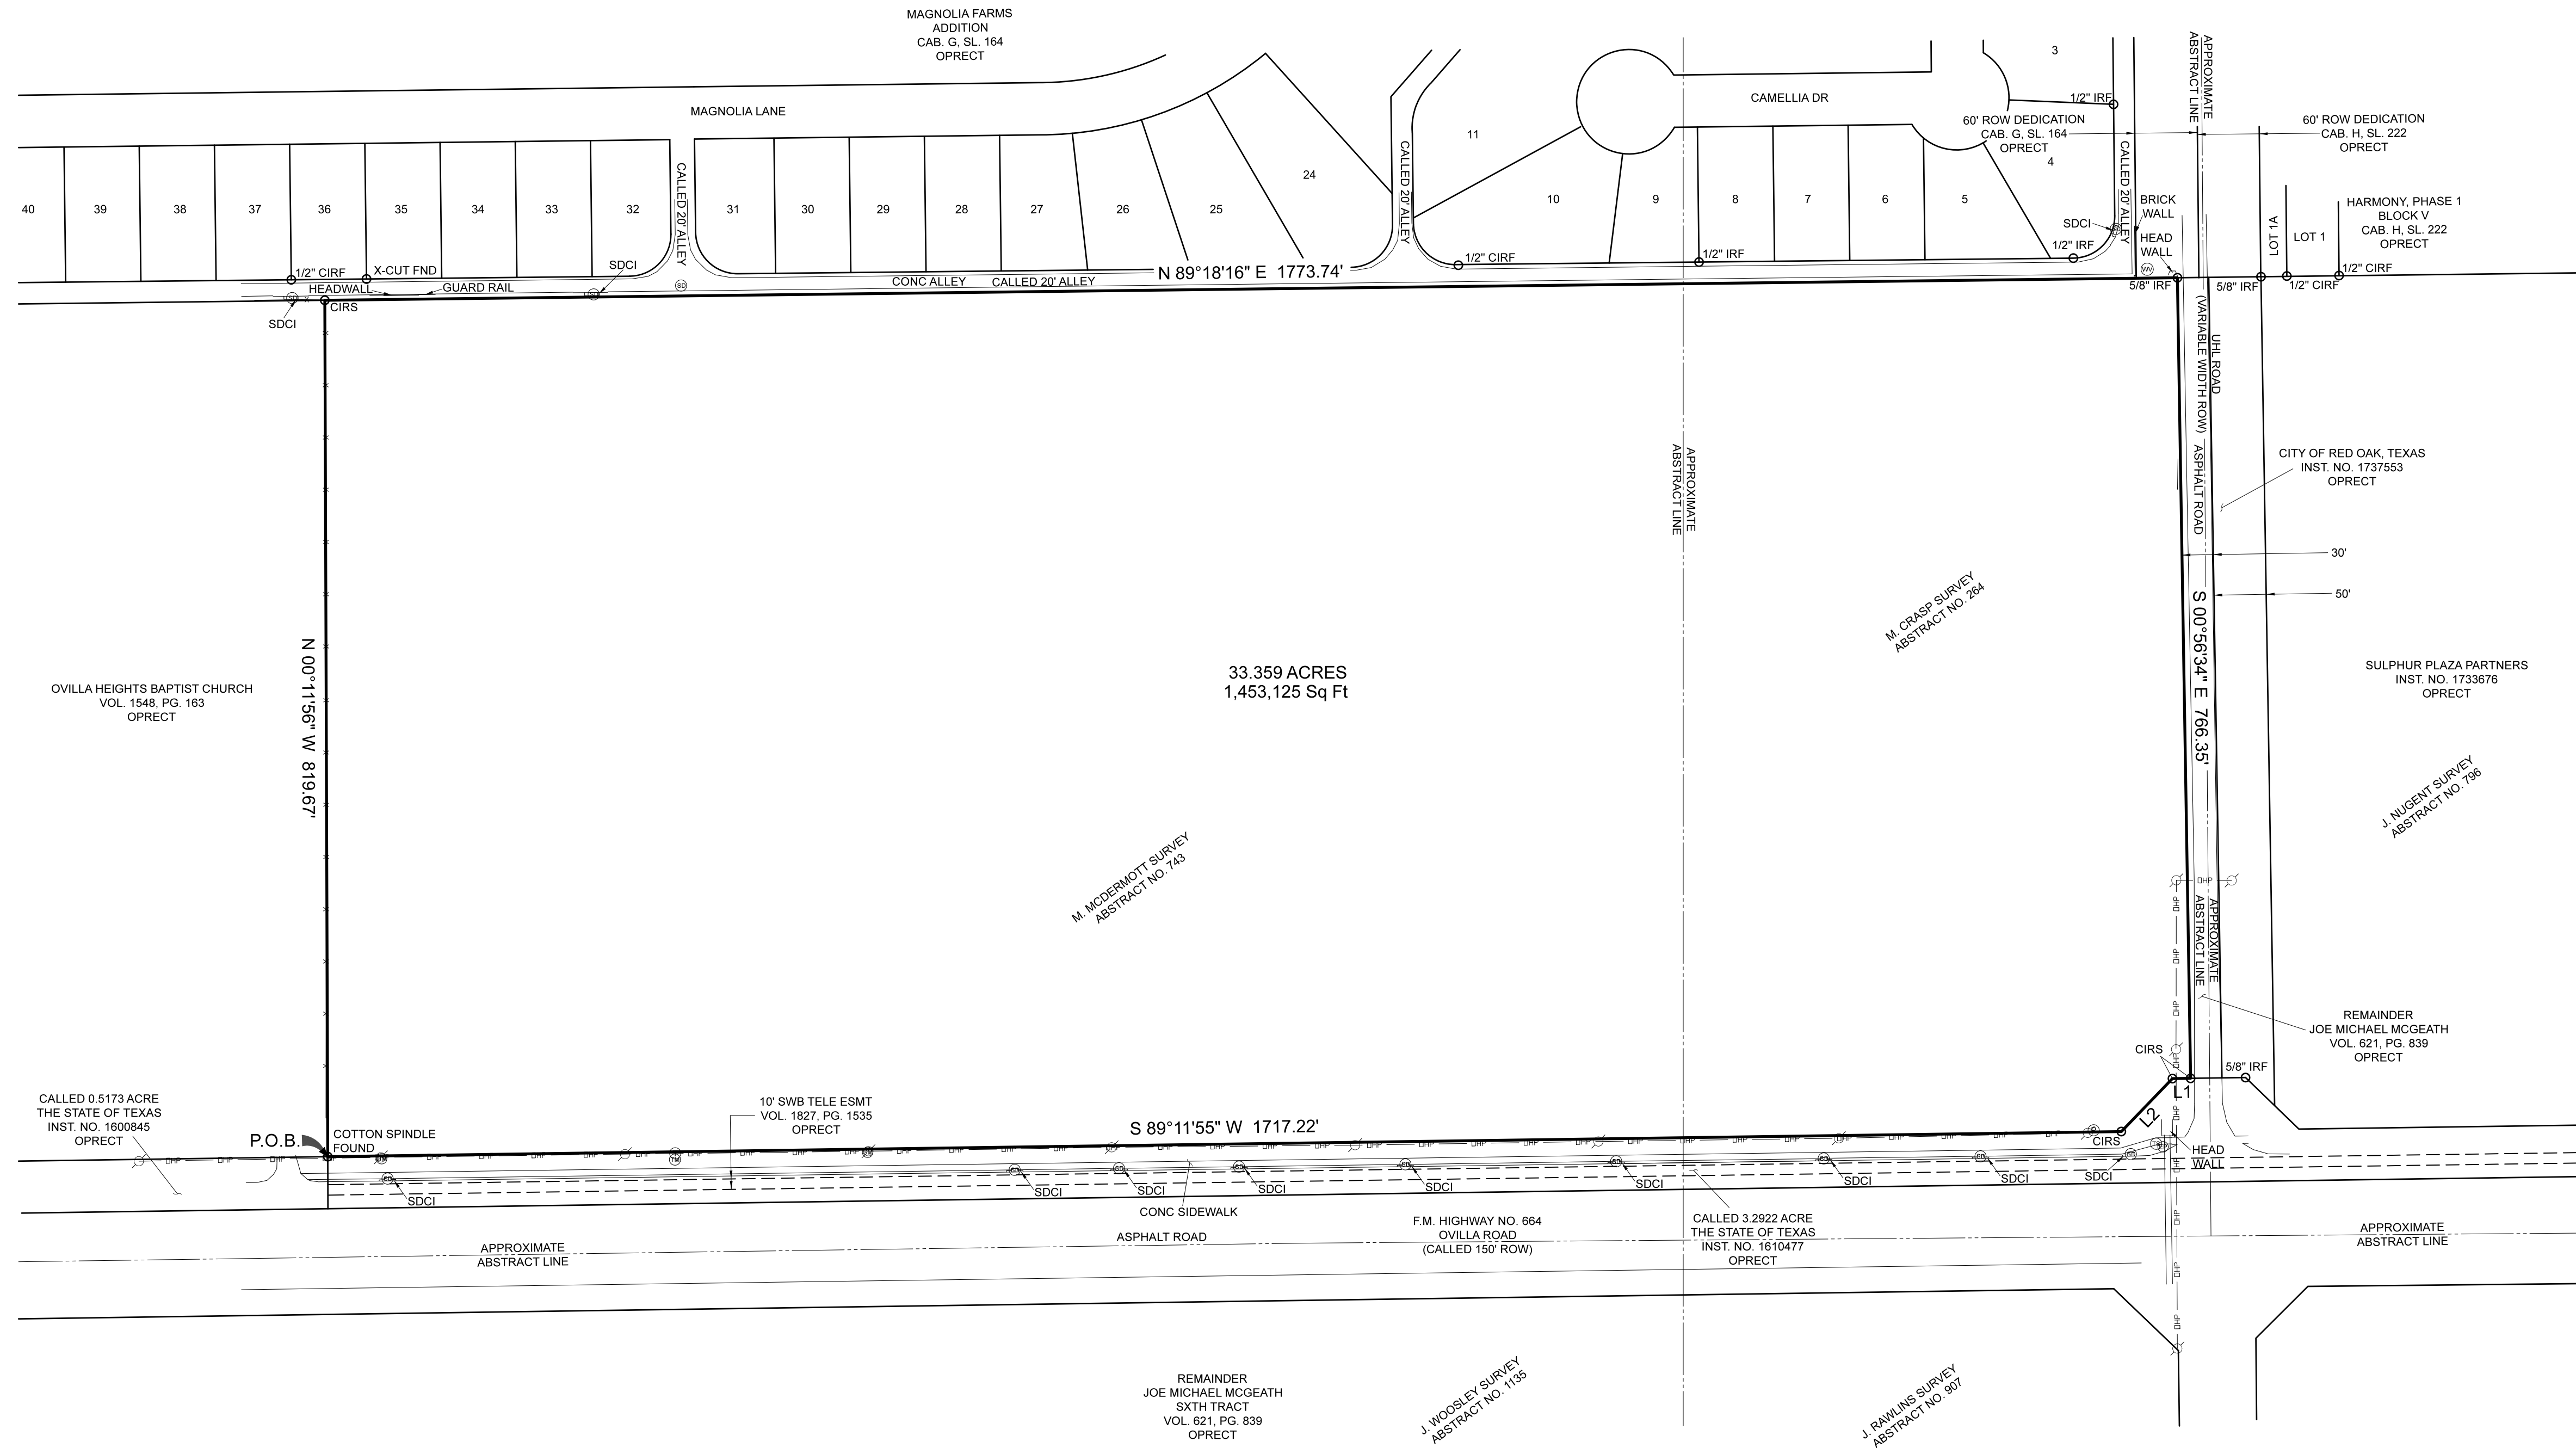 MAGNOLIA FARMS
ADDITION
CAB. G, SL. 164
OPRECT
MAGNOLIA LANE
CAMELLIA DR
3
1/2" IRF
APPROXIMATE
ABSTRACT LINE
60' ROW DEDICATION
CAB. G, SL. 164
OPRECT
4
60' ROW DEDICATION
CAB. H, SL. 222
OPRECT
HARMONY, PHASE 1
BLOCK V
CAB. H, SL. 222
OPRECT
LOT 1A
LOT 1
BRICK
WALL
HEAD
WALL
WV
40
39
38
37
36
35
34
33
32
CALLED 20' ALLEY
31
30
29
28
27
26
25
24
CALLED 20' ALLEY
11
10
9
8
7
6
5
CALLED 20' ALLEY
SDCI
1/2" IRF
1/2" CIRF
X-CUT FND
SDCI
HEADWALL
GUARD RAIL
SD
CONC ALLEY
CALLED 20' ALLEY
N 89°18'16" E 1773.74'
1/2" CIRF
1/2" IRF
5/8" IRF
5/8" IRF
1/2" CIRF
1/2" CIRF
CIRS
SDCI
UHL ROAD
(VARIABLE WIDTH ROW)
ASPHALT ROAD
CITY OF RED OAK, TEXAS
INST. NO. 1737553
OPRECT
30'
50'
APPROXIMATE
ABSTRACT LINE
M. CRASP SURVEY
ABSTRACT NO. 264
S 00°56'34" E 766.35'
N 00°11'56" W 819.67'
OVILLA HEIGHTS BAPTIST CHURCH
VOL. 1548, PG. 163
OPRECT
33.359 ACRES
1,453,125 Sq Ft
SULPHUR PLAZA PARTNERS
INST. NO. 1733676
OPRECT
J. NUGENT SURVEY
ABSTRACT NO. 796
M. MCDERMOTT SURVEY
ABSTRACT NO. 743
APPROXIMATE
ABSTRACT LINE
REMAINDER
JOE MICHAEL MCGEATH
VOL. 621, PG. 839
OPRECT
CIRS
5/8" IRF
L1
L2
CIRS
HEAD
WALL
CALLED 0.5173 ACRE
THE STATE OF TEXAS
INST. NO. 1600845
OPRECT
P.O.B.
COTTON SPINDLE
FOUND
10' SWB TELE ESMT
VOL. 1827, PG. 1535
OPRECT
S 89°11'55" W 1717.22'
OHP
SDCI
SDCI
SDCI
SDCI
SDCI
SDCI
SDCI
SDCI
SDCI
CONC SIDEWALK
ASPHALT ROAD
F.M. HIGHWAY NO. 664
OVILLA ROAD
(CALLED 150' ROW)
CALLED 3.2922 ACRE
THE STATE OF TEXAS
INST. NO. 1610477
OPRECT
APPROXIMATE
ABSTRACT LINE
APPROXIMATE
ABSTRACT LINE
REMAINDER
JOE MICHAEL MCGEATH
SXTH TRACT
VOL. 621, PG. 839
OPRECT
J. WOOSLEY SURVEY
ABSTRACT NO. 1135
J. RAWLINS SURVEY
ABSTRACT NO. 907